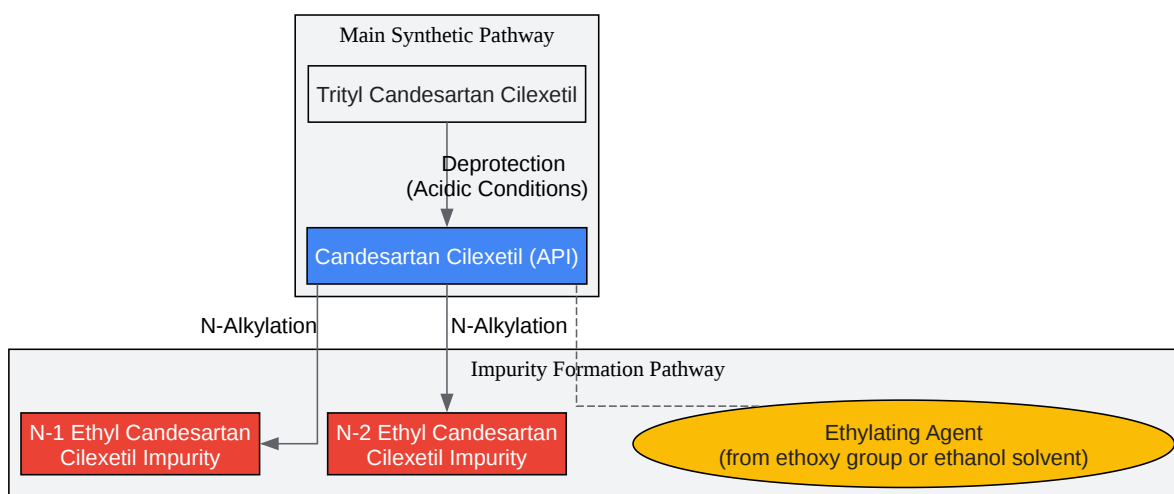 Main Synthetic Pathway
Trityl Candesartan Cilexetil
Deprotection
(Acidic Conditions)
Candesartan Cilexetil (API)
N-Alkylation
N-Alkylation
Impurity Formation Pathway
N-1 Ethyl Candesartan
Cilexetil Impurity
N-2 Ethyl Candesartan
Cilexetil Impurity
Ethylating Agent
(from ethoxy group or ethanol solvent)